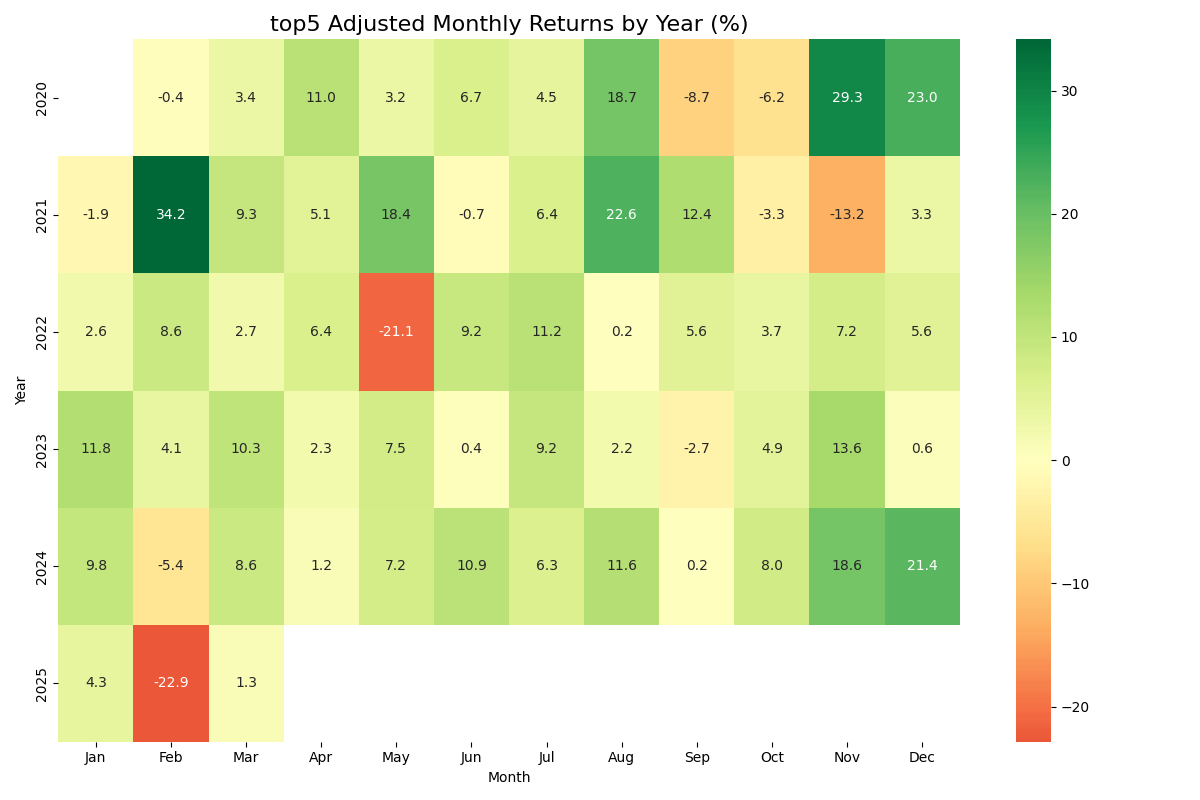 top5 Adjusted Monthly Returns by Year (%)
2020 -0.4 3.4 11.0 3.2 6.7 4.5 18.7 -8.7 -6.2 29.3 23.0
2021 -1.9 34.2 9.3 5.1 18.4 -0.7 6.4 22.6 12.4 -3.3 -13.2 3.3
2022 2.6 8.6 2.7 6.4 -21.1 9.2 11.2 0.2 5.6 3.7 7.2 5.6
Year
2023 11.8 4.1 10.3 2.3 7.5 0.4 9.2 2.2 -2.7 4.9 13.6 0.6
2024 9.8 -5.4 8.6 1.2 7.2 10.9 6.3 11.6 0.2 8.0 18.6 21.4
2025 4.3 -22.9 1.3
Jan Feb Mar Apr May Jun Jul Aug Sep Oct Nov Dec
Month
30
20
10
0
−10
−20